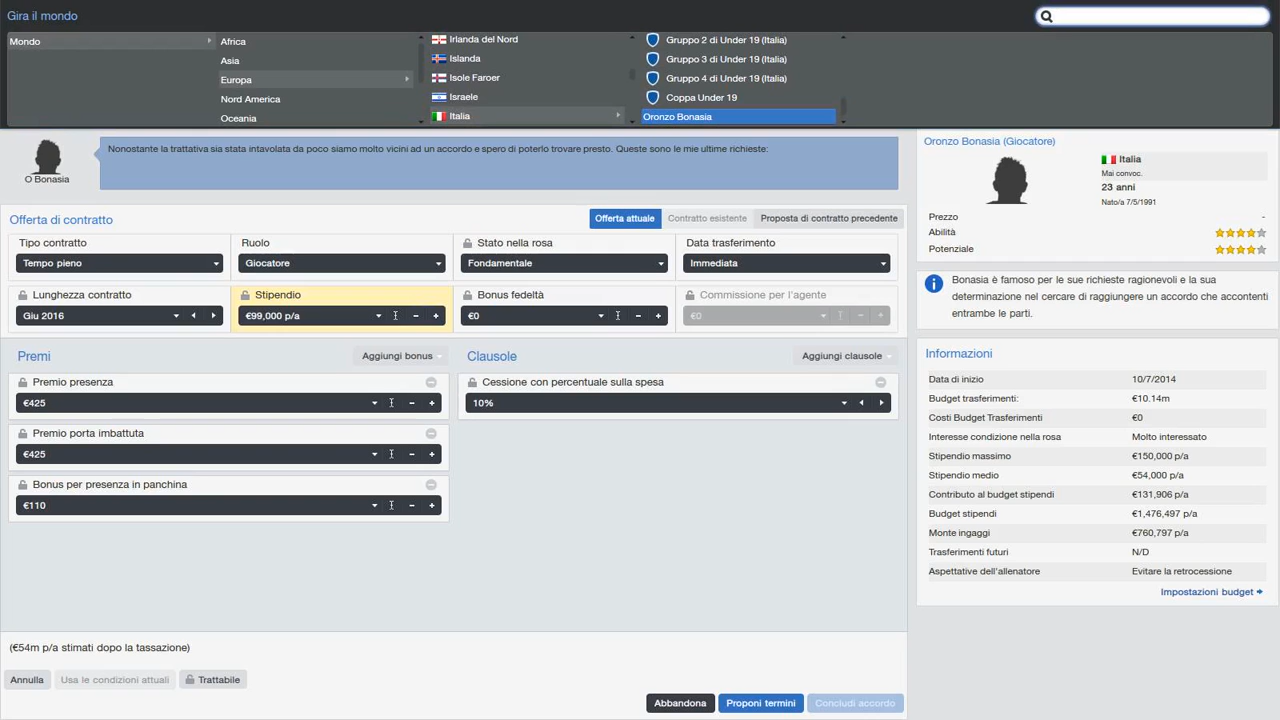 Gira il mondo
Mondo
Africa
Asia
Europa
Nord America
Oceania
Irlanda del Nord
Islanda
Isole Faroer
Israele
Italia
Gruppo 2 di Under 19 (Italia)
Gruppo 3 di Under 19 (Italia)
Gruppo 4 di Under 19 (Italia)
Coppa Under 19
Oronzo Bonasia
O Bonasia
Nonostante la trattativa sia stata intavolata da poco siamo molto vicini ad un accordo e spero di poterlo trovare presto. Queste sono le mie ultime richieste:
Offerta di contratto
Offerta attuale
Contratto esistente
Proposta di contratto precedente
Tipo contratto
Tempo pieno
Ruolo
Giocatore
Stato nella rosa
Fondamentale
Data trasferimento
Immediata
Lunghezza contratto
Giu 2016
Stipendio
€99,000 p/a
Bonus fedeltà
€0
Commissione per l'agente
€0
Premi
Aggiungi bonus
Premio presenza
€425
Premio porta imbattuta
€425
Bonus per presenza in panchina
€110
Clausole
Aggiungi clausole
Cessione con percentuale sulla spesa
10%
(€54m p/a stimati dopo la tassazione)
Annulla
Usa le condizioni attuali
Trattabile
Abbandona
Proponi termini
Concludi accordo
Oronzo Bonasia (Giocatore)
Italia
Mai convoc.
23 anni
Nato/a 7/5/1991
Prezzo -
Abilità
Potenziale
Bonasia è famoso per le sue richieste ragionevoli e la sua
determinazione nel cercare di raggiungere un accordo che accontenti
entrambe le parti.
Informazioni
Data di inizio 10/7/2014
Budget trasferimenti: €10.14m
Costi Budget Trasferimenti €0
Interesse condizione nella rosa Molto interessato
Stipendio massimo €150,000 p/a
Stipendio medio €54,000 p/a
Contributo al budget stipendi €131,906 p/a
Budget stipendi €1,476,497 p/a
Monte ingaggi €760,797 p/a
Trasferimenti futuri N/D
Aspettative dell'allenatore Evitare la retrocessione
Impostazioni budget